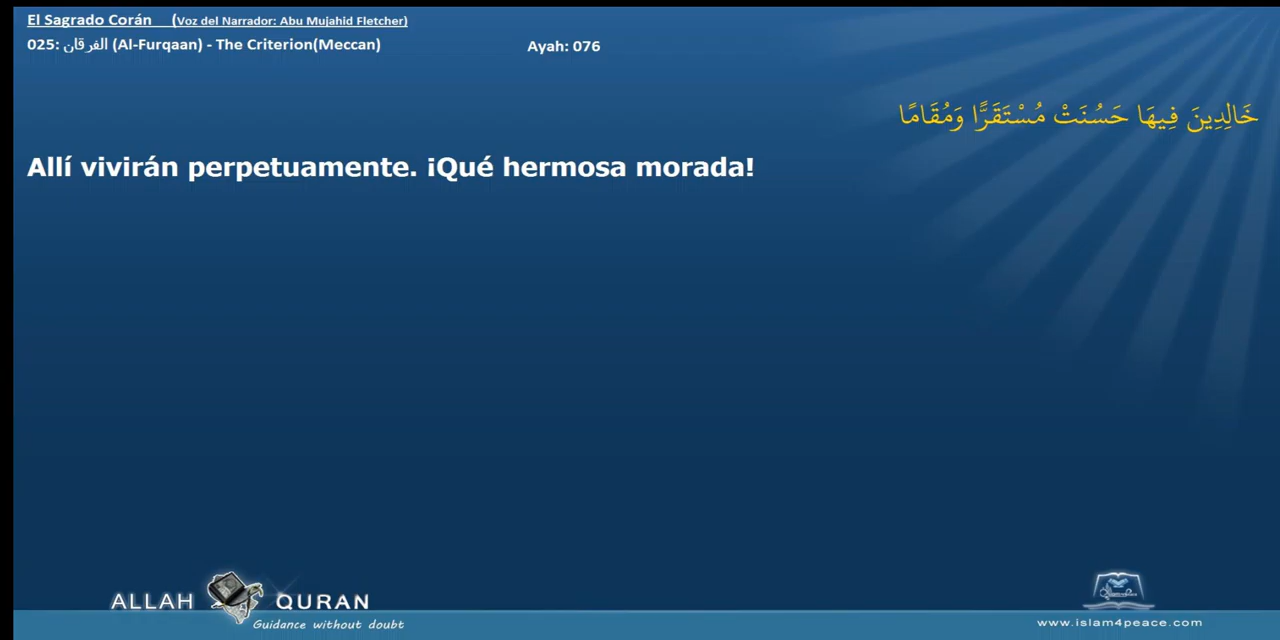 El Sagrado Corán (Voz del Narrador: Abu Mujahid Fletcher)
025: الفرقان (Al-Furqaan) - The Criterion(Meccan) Ayah: 076
خَالِدِينَ فِيهَا حَسُنَتْ مُسْتَقَرًّا وَمُقَامًا
Allí vivirán perpetuamente. ¡Qué hermosa morada!
ALLAH QURAN
Guidance without doubt
www.islam4peace.com